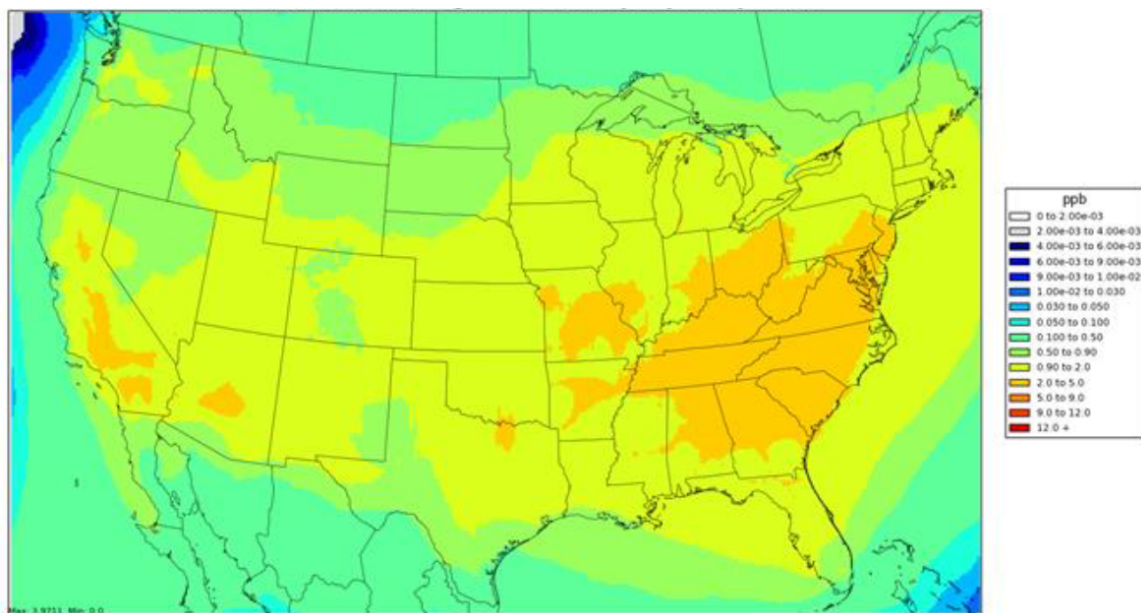 ppb
0 to 2.00e-03
2.00e-03 to 4.00e-03
4.00e-03 to 6.00e-03
6.00e-03 to 9.00e-03
9.00e-03 to 1.00e-02
1.00e-02 to 0.030
0.030 to 0.050
0.050 to 0.100
0.100 to 0.50
0.50 to 0.90
0.90 to 2.0
2.0 to 5.0
5.0 to 9.0
9.0 to 12.0
12.0 +
Max: 3.9711 Min: 0.0